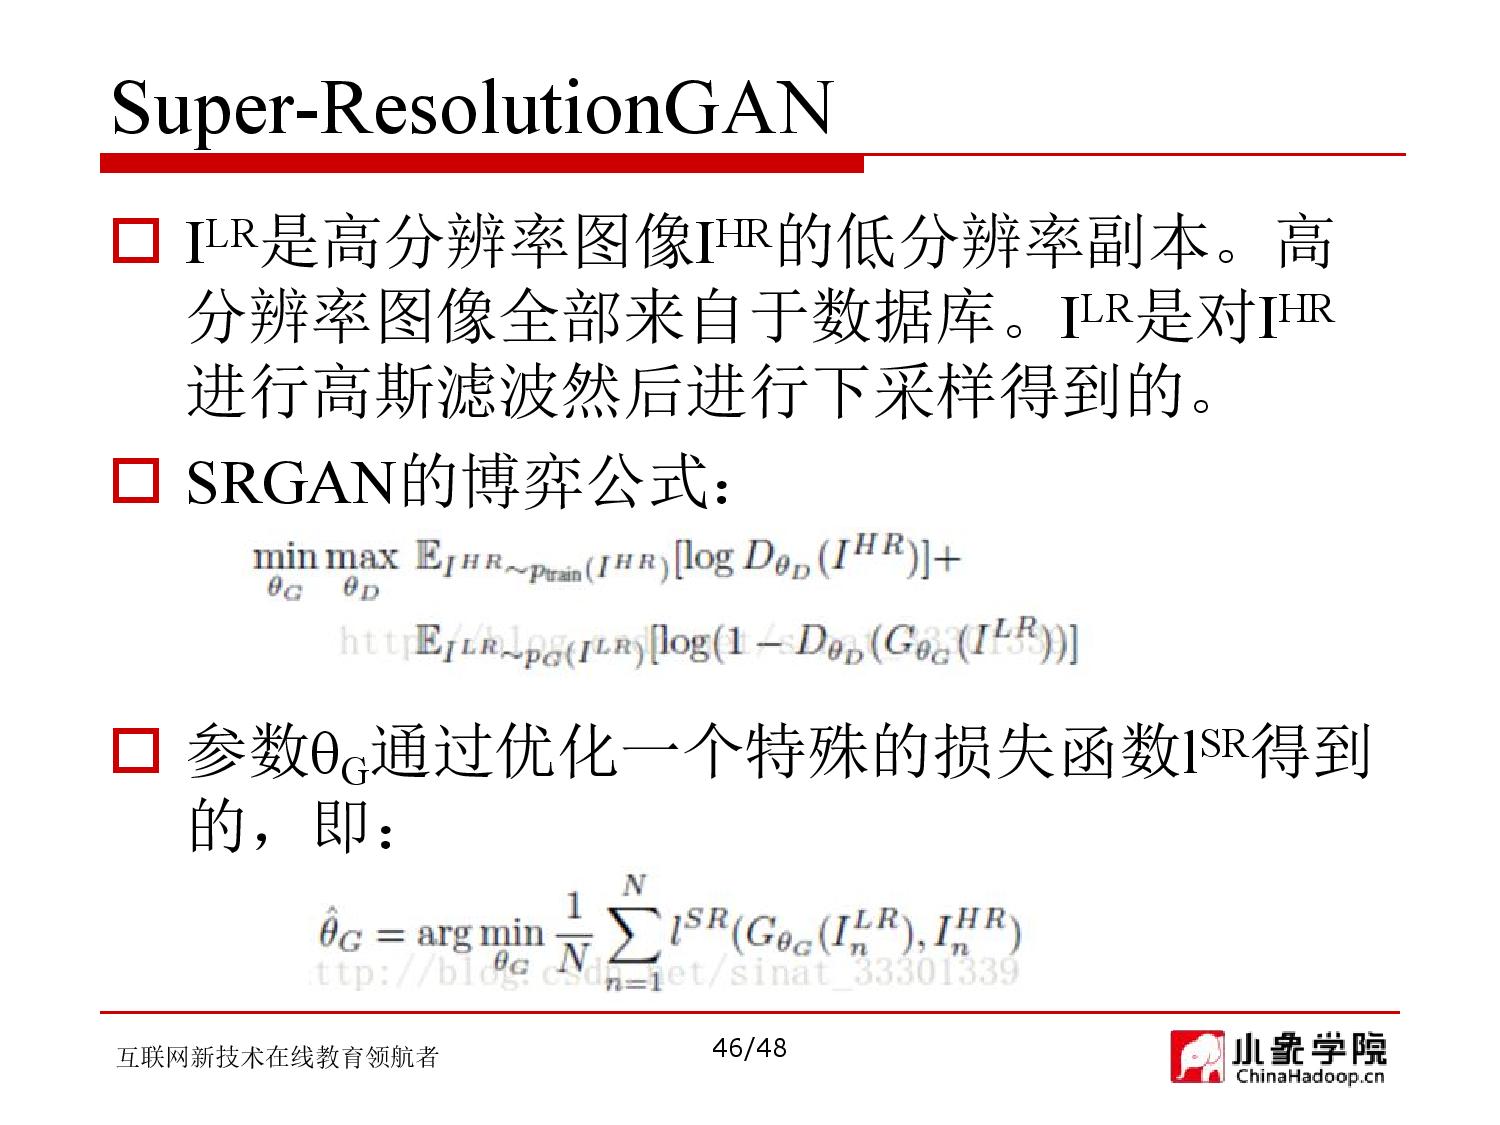 Super-ResolutionGAN
I^{LR}是高分辨率图像I^{HR}的低分辨率副本。高
分辨率图像全部来自于数据库。I^{LR}是对I^{HR}
进行高斯滤波然后进行下采样得到的。
SRGAN的博弈公式：
\min_{\theta_G} \max_{\theta_D} \mathbb{E}_{I^{HR} \sim p_{\text{train}}(I^{HR})}[\log D_{\theta_D}(I^{HR})]+
\mathbb{E}_{I^{LR} \sim p_G(I^{LR})}[\log(1 - D_{\theta_D}(G_{\theta_G}(I^{LR}))]
http://blog.csdn.net/sinat_33301339
参数θ_G通过优化一个特殊的损失函数l^{SR}得到
的，即：
\hat{\theta}_G = \arg\min_{\theta_G} \frac{1}{N} \sum_{n=1}^{N} l^{SR}(G_{\theta_G}(I_n^{LR}), I_n^{HR})
ttp://blog.csdn.net/sinat_33301339
互联网新技术在线教育领航者
46/48
小象学院
ChinaHadoop.cn